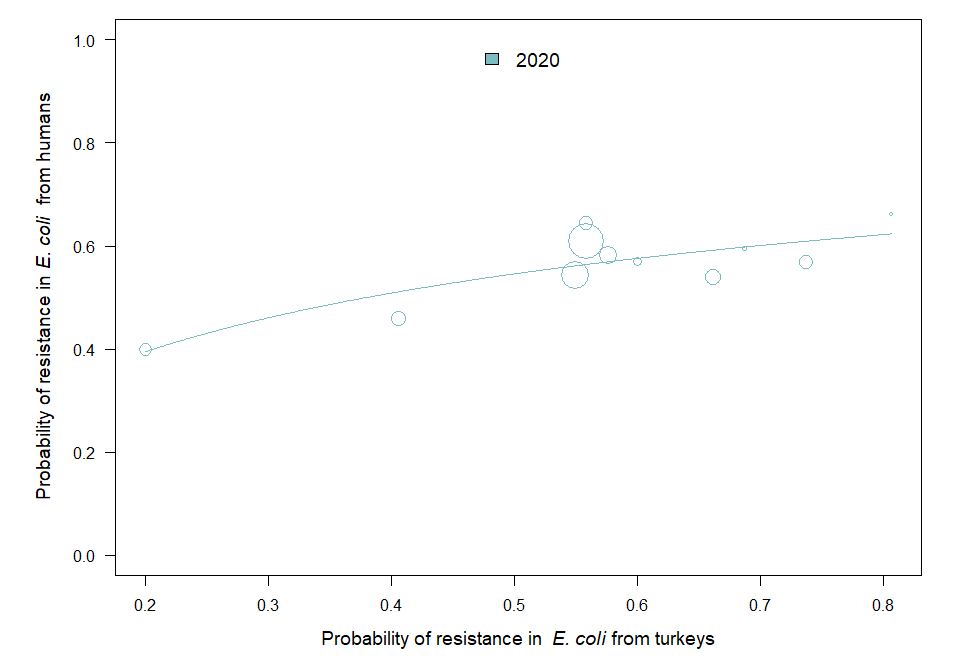 2020
1.0
0.8
0.6
0.4
0.2
0.0
Probability of resistance in E. coli from humans
0.2 0.3 0.4 0.5 0.6 0.7 0.8
Probability of resistance in E. coli from turkeys